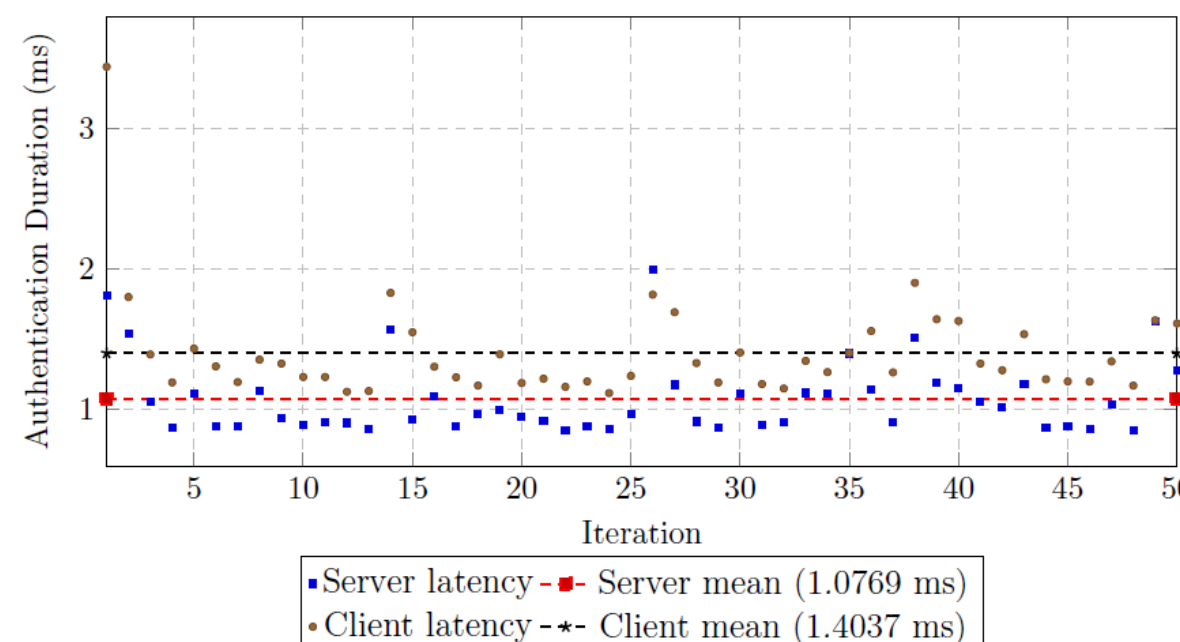 Authentication Duration (ms)
3
2
1
5 10 15 20 25 30 35 40 45 50
Iteration
Server latency Server mean (1.0769 ms)
Client latency Client mean (1.4037 ms)